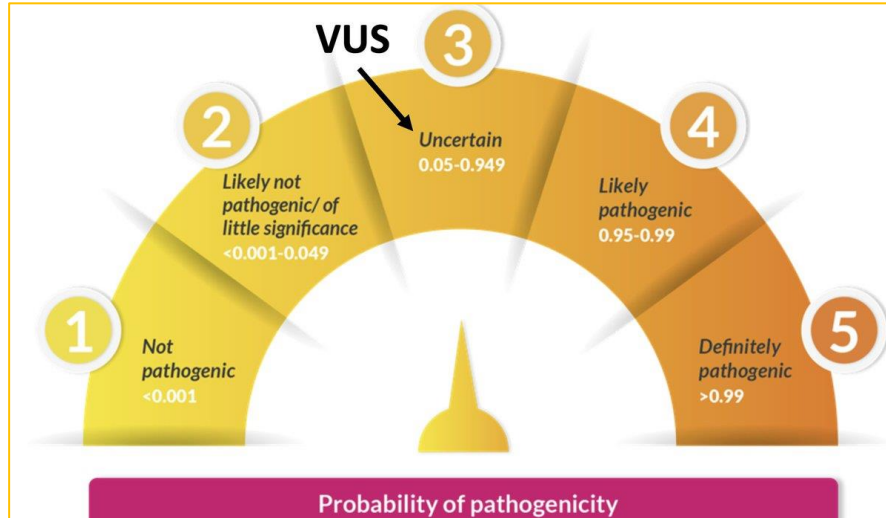 VUS
1
Not
pathogenic
<0.001
2
Likely not
pathogenic/ of
little significance
<0.001-0.049
3
Uncertain
0.05-0.949
4
Likely
pathogenic
0.95-0.99
5
Definitely
pathogenic
>0.99
Probability of pathogenicity